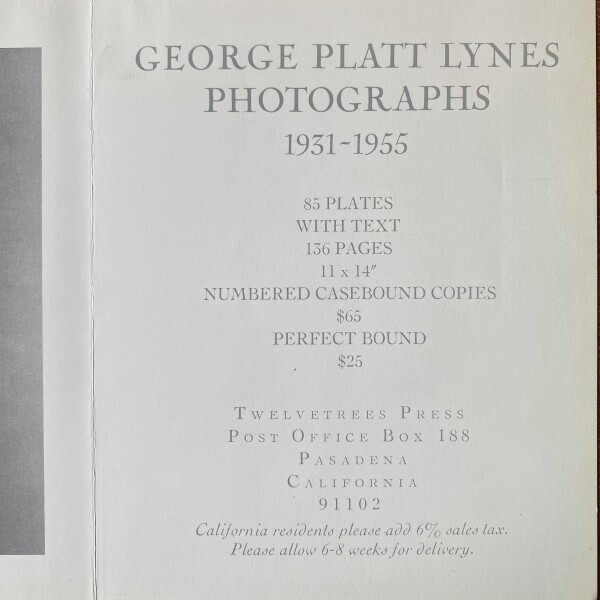 GEORGE PLATT LYNES
PHOTOGRAPHS
1931-1955
85 PLATES
WITH TEXT
136 PAGES
11 x 14"
NUMBERED CASEBOUND COPIES
$65
PERFECT BOUND
$25
TWELVETREES PRESS
POST OFFICE BOX 188
PASADENA
CALIFORNIA
91102
California residents please add 6% sales tax.
Please allow 6-8 weeks for delivery.